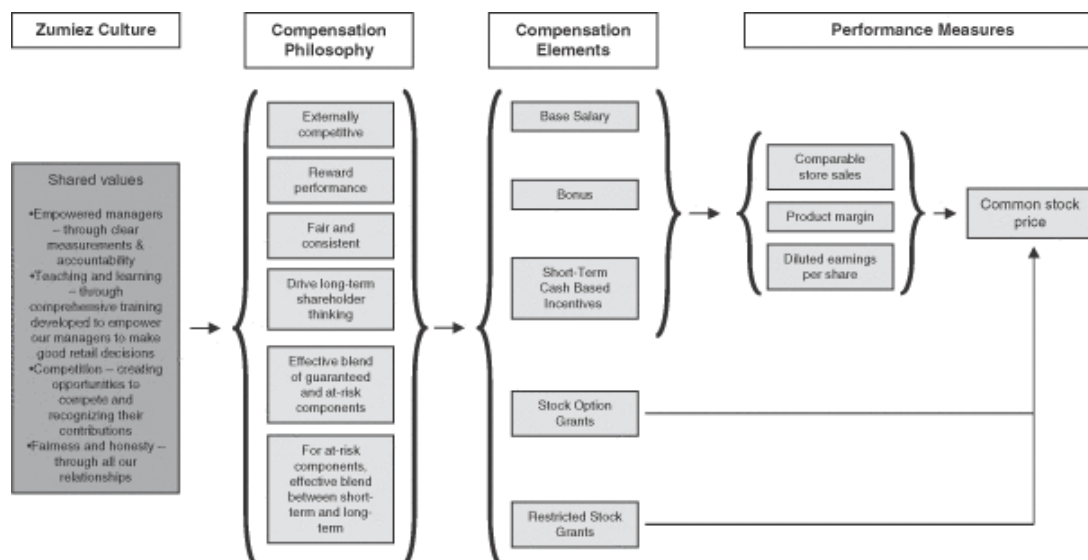 Zumiez Culture
Compensation
Philosophy
Compensation
Elements
Performance Measures
Shared values
•Empowered managers
– through clear
measurements &
accountability
•Teaching and learning
– through
comprehensive training
developed to empower
our managers to make
good retail decisions
•Competition – creating
opportunities to
compete and
recognizing their
contributions
•Fairness and honesty –
through all our
relationships
Externally
competitive
Reward
performance
Fair and
consistent
Drive long-term
shareholder
thinking
Effective blend
of guaranteed
and at-risk
components
For at-risk
components,
effective blend
between short-
term and long-
term
Base Salary
Bonus
Short-Term
Cash Based
Incentives
Stock Option
Grants
Restricted Stock
Grants
Comparable
store sales
Product margin
Diluted earnings
per share
Common stock
price